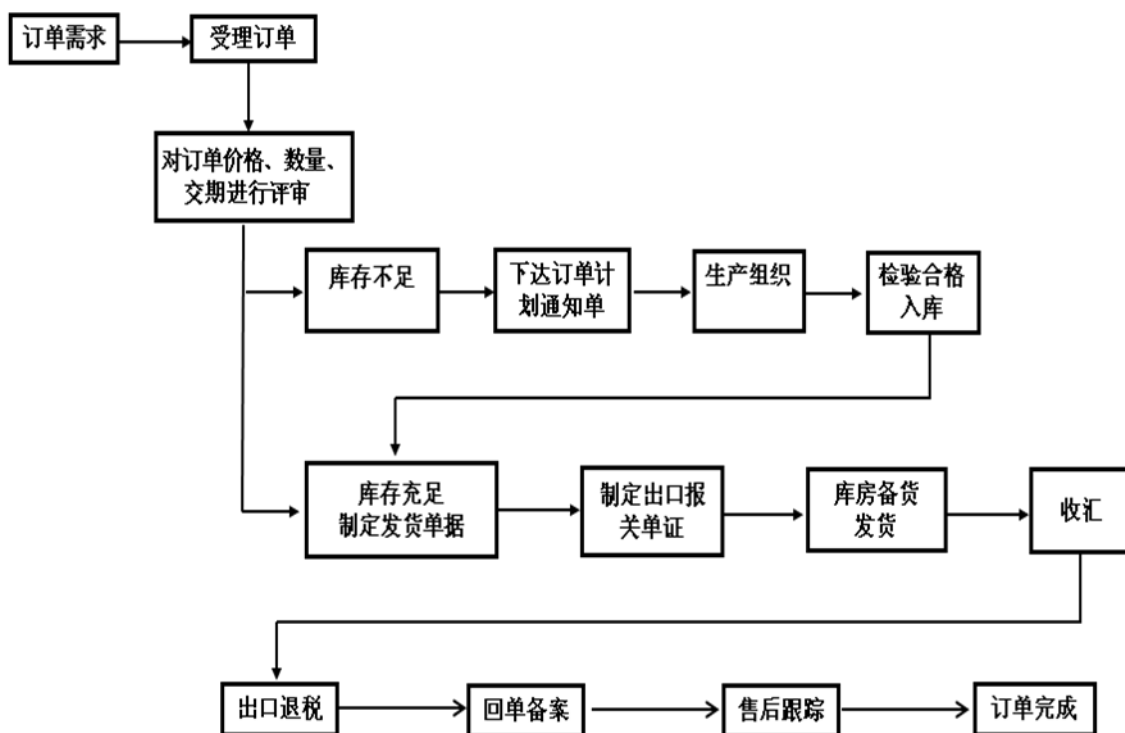 订单需求
受理订单
对订单价格、数量、
交期进行评审
库存不足
下达订单计
划通知单
生产组织
检验合格
入库
库存充足
制定发货单据
制定出口报
关单证
库房备货
发货
收汇
出口退税
回单备案
售后跟踪
订单完成